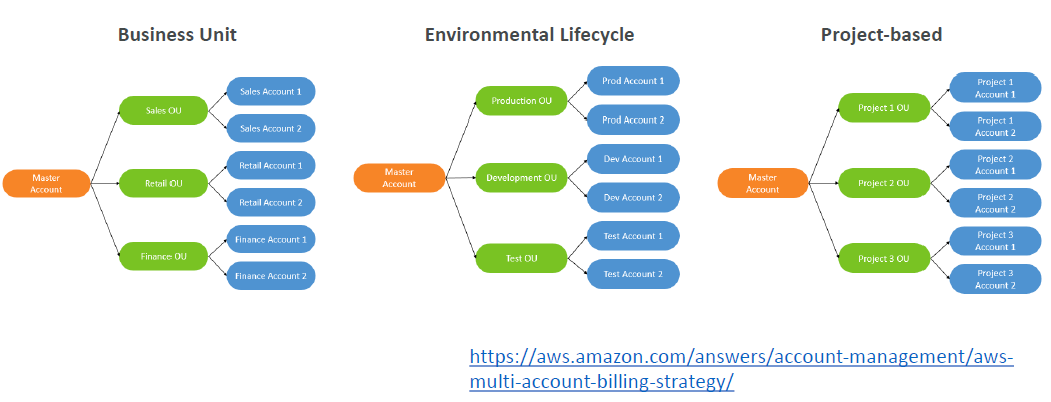 Business Unit
Master
Account
Sales OU
Sales Account 1
Sales Account 2
Retail OU
Retail Account 1
Retail Account 2
Finance OU
Finance Account 1
Finance Account 2
Environmental Lifecycle
Master
Account
Production OU
Prod Account 1
Prod Account 2
Development OU
Dev Account 1
Dev Account 2
Test OU
Test Account 1
Test Account 2
Project-based
Master
Account
Project 1 OU
Project 1
Account 1
Project 1
Account 2
Project 2 OU
Project 2
Account 1
Project 2
Account 2
Project 3 OU
Project 3
Account 1
Project 3
Account 2
https://aws.amazon.com/answers/account-management/aws-
multi-account-billing-strategy/